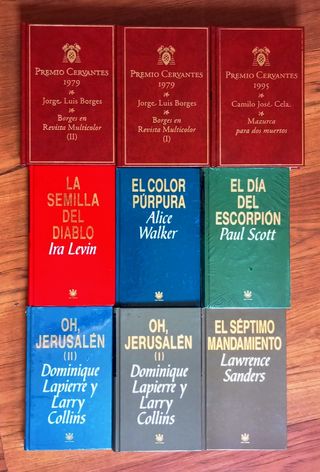 PREMIO CERVANTES
1979
Jorge Luis Borges
Borges en
Revista Multicolor
(II)
PREMIO CERVANTES
1979
Jorge Luis Borges
Borges en
Revista Multicolor
(I)
PREMIO CERVANTES
1995
Camilo José Cela
Mazurca
para dos muertos
LA
SEMILLA
DEL
DIABLO
Ira Levin
EL COLOR
PÚRPURA
Alice
Walker
EL DÍA
DEL
ESCORPIÓN
Paul Scott
OH,
JERUSALÉN
(II)
Dominique
Lapierre y
Larry
Collins
OH,
JERUSALÉN
(I)
Dominique
Lapierre y
Larry
Collins
EL SÉPTIMO
MANDAMIENTO
Lawrence
Sanders